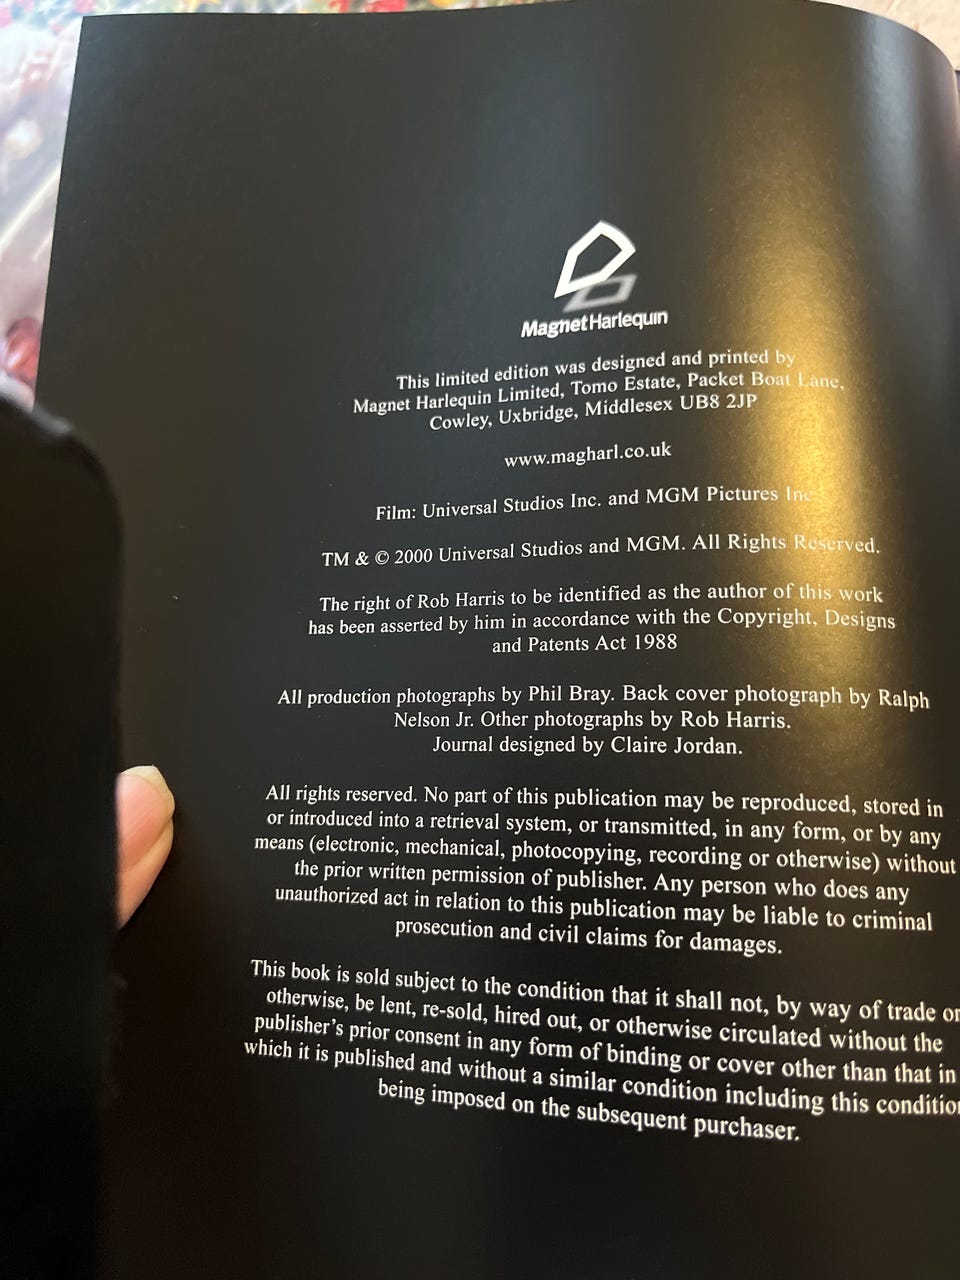 MagnetHarlequin
This limited edition was designed and printed by
Magnet Harlequin Limited, Tomo Estate, Packet Boat Lane,
Cowley, Uxbridge, Middlesex UB8 2JP
www.magharl.co.uk
Film: Universal Studios Inc. and MGM Pictures Inc
TM & © 2000 Universal Studios and MGM. All Rights Reserved.
The right of Rob Harris to be identified as the author of this work
has been asserted by him in accordance with the Copyright, Designs
and Patents Act 1988
All production photographs by Phil Bray. Back cover photograph by Ralph
Nelson Jr. Other photographs by Rob Harris.
Journal designed by Claire Jordan.
All rights reserved. No part of this publication may be reproduced, stored in
or introduced into a retrieval system, or transmitted, in any form, or by any
means (electronic, mechanical, photocopying, recording or otherwise) without
the prior written permission of publisher. Any person who does any
unauthorized act in relation to this publication may be liable to criminal
prosecution and civil claims for damages.
This book is sold subject to the condition that it shall not, by way of trade or
otherwise, be lent, re-sold, hired out, or otherwise circulated without the
publisher's prior consent in any form of binding or cover other than that in
which it is published and without a similar condition including this condition
being imposed on the subsequent purchaser.